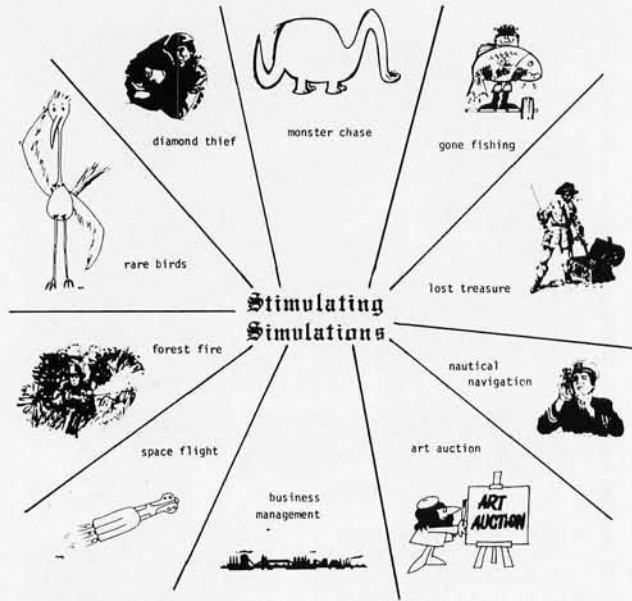 diamond thief
monster chase
gone fishing
rare birds
lost treasure
Stimulating
Simulations
forest fire
nautical
navigation
space flight
art auction
business
management
ART
AUCTION